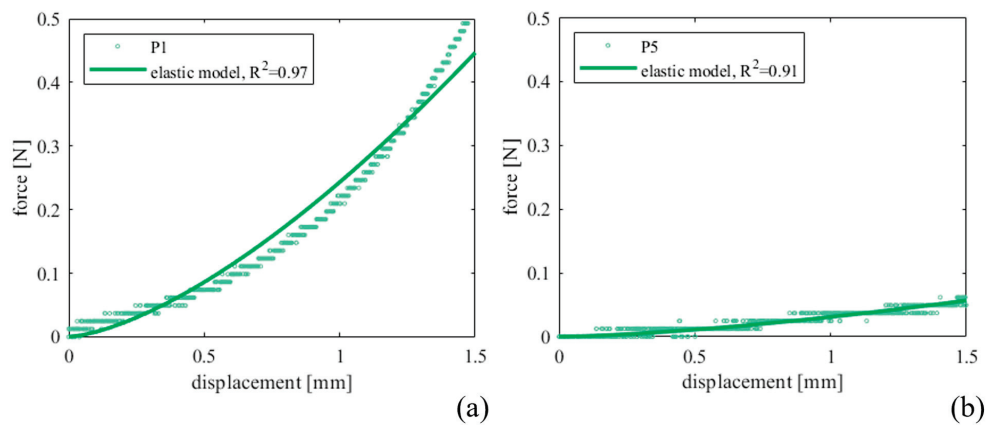 P1
elastic model, R²=0.97
force [N]
0.5
0.4
0.3
0.2
0.1
0
0 0.5 1 1.5
displacement [mm]
(a)
P5
elastic model, R²=0.91
force [N]
0.5
0.4
0.3
0.2
0.1
0
0 0.5 1 1.5
displacement [mm]
(b)